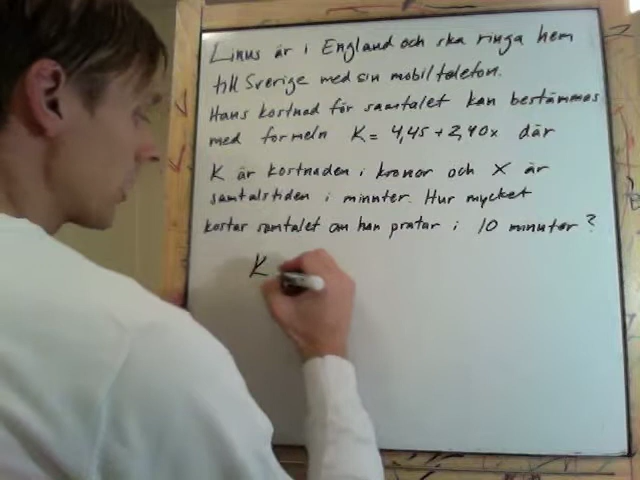 Linus är i England och ska ringa hem
till Sverige med sin mobiltelefon.
Hans kostnad för samtalet kan bestämmas
med formeln K = 4,45 + 2,40x där
K är kostnaden i kronor och X är
samtalstiden i minuter. Hur mycket
kostar samtalet om han pratar i 10 minuter?
K